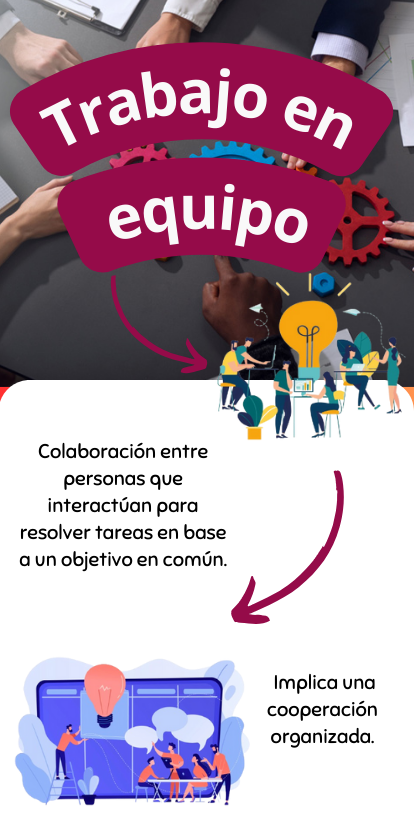 Trabajo en
equipo
Colaboración entre
personas que
interactúan para
resolver tareas en base
a un objetivo en común.
Implica una
cooperación
organizada.